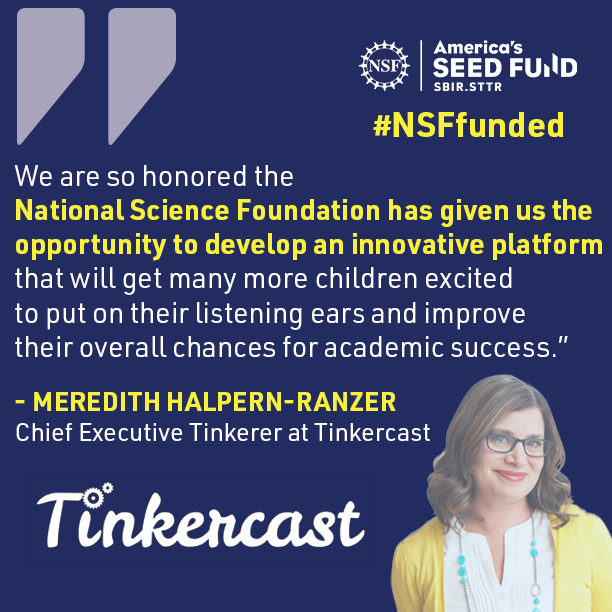 NSF
America's
SEED FUND
SBIR.STTR
#NSFfunded
We are so honored the
National Science Foundation has given us the
opportunity to develop an innovative platform
that will get many more children excited
to put on their listening ears and improve
their overall chances for academic success.”
- MEREDITH HALPERN-RANZER
Chief Executive Tinkerer at Tinkercast
Tinkercast